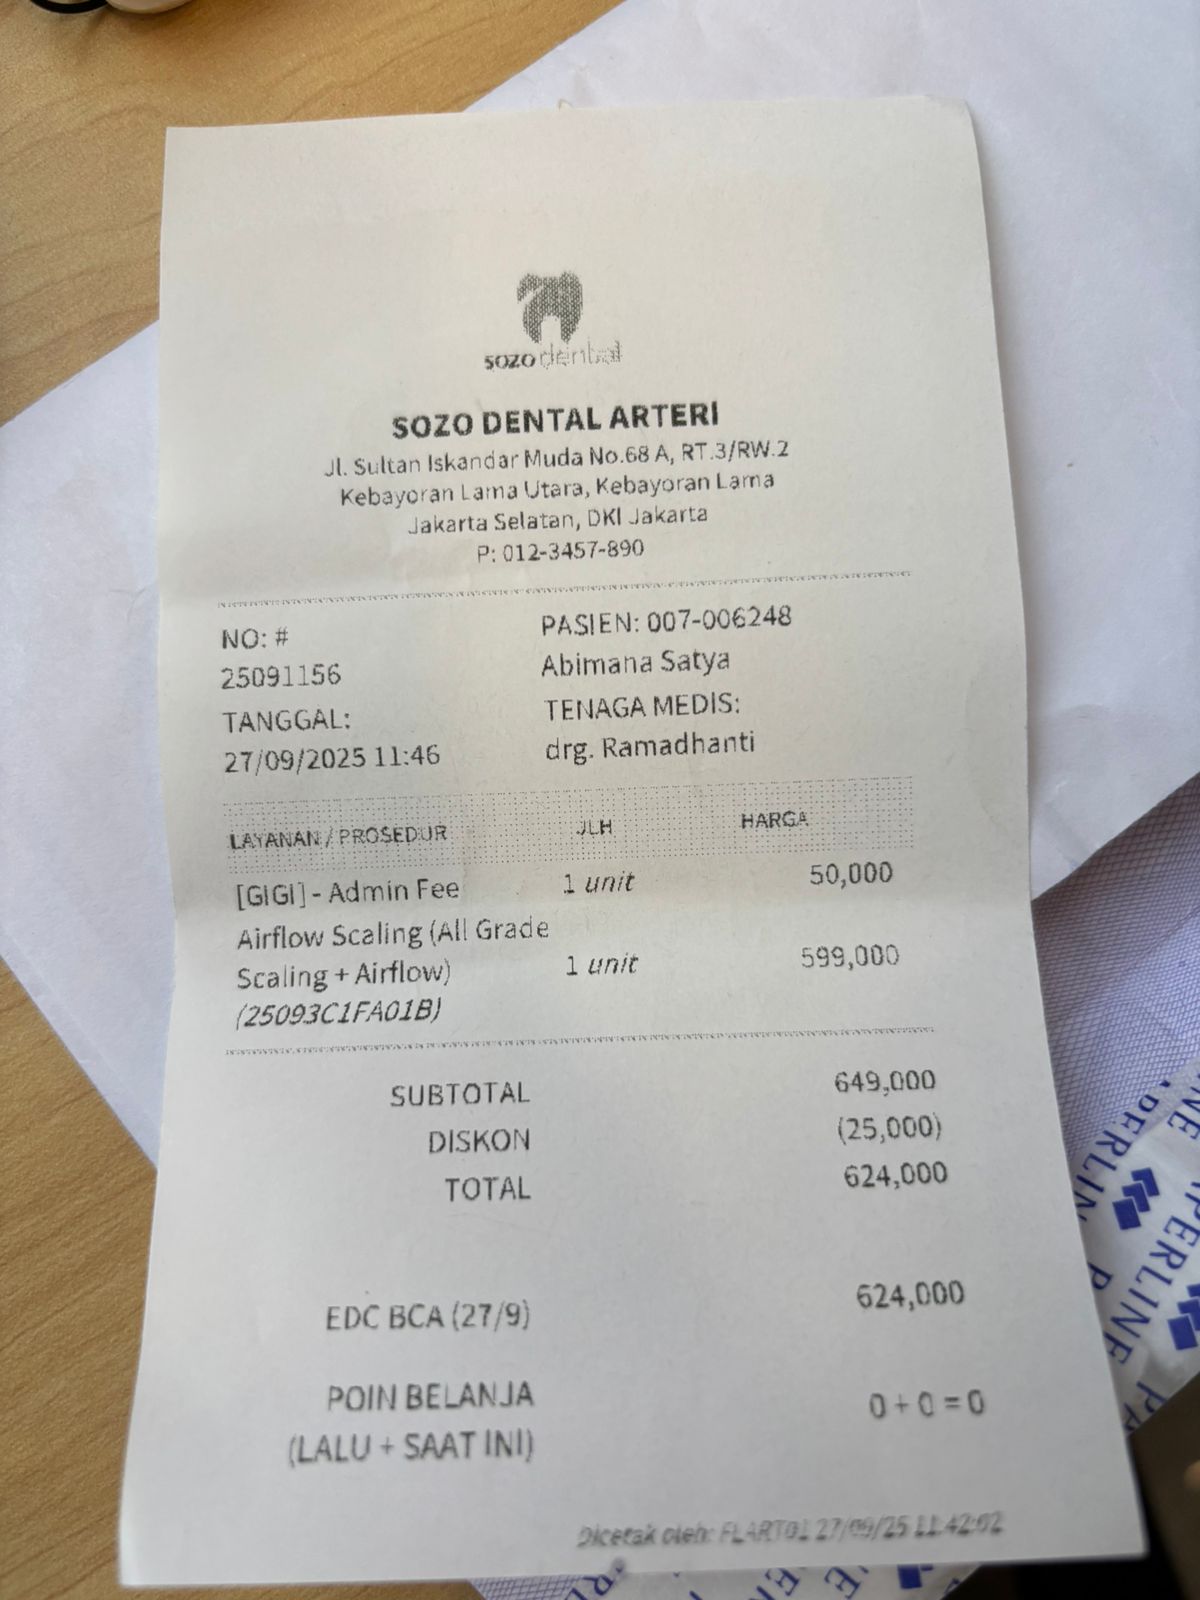 SOZO dental
SOZO DENTAL ARTERI
Jl. Sultan Iskandar Muda No.68 A, RT.3/RW.2
Kebayoran Lama Utara, Kebayoran Lama
Jakarta Selatan, DKI Jakarta
P: 012-3457-890
NO: #
25091156
TANGGAL:
27/09/2025 11:46
PASIEN: 007-006248
Abimana Satya
TENAGA MEDIS:
drg. Ramadhanti
LAYANAN / PROSEDUR JLH HARGA
[GIGI] - Admin Fee 1 unit 50,000
Airflow Scaling (All Grade
Scaling + Airflow) 1 unit 599,000
(25093C1FA01B)
SUBTOTAL 649,000
DISKON (25,000)
TOTAL 624,000
EDC BCA (27/9) 624,000
POIN BELANJA 0 + 0 = 0
(LALU + SAAT INI)
Dicetak oleh: FLART01 27/09/25 11:42:02
PAPERLINE